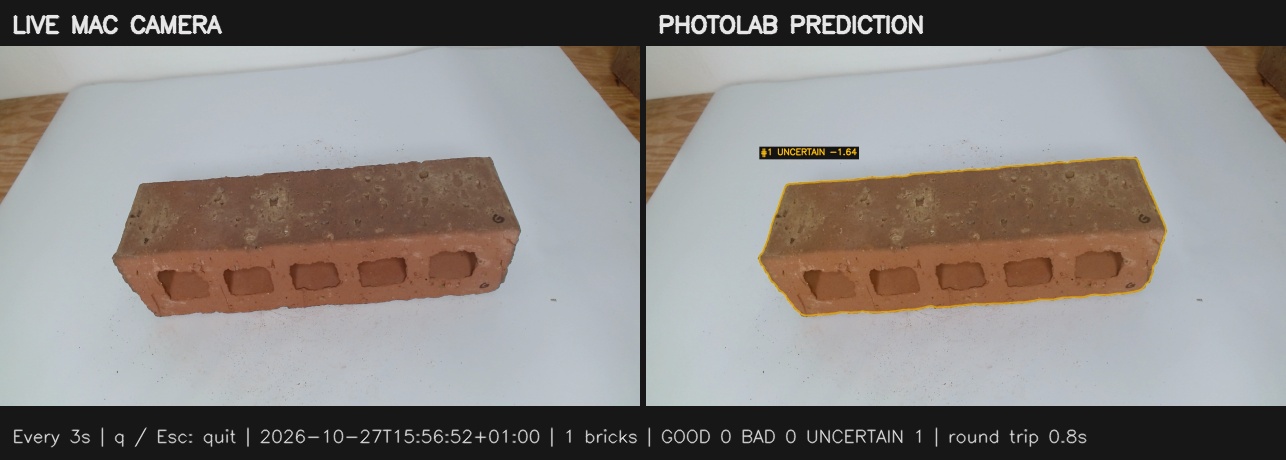 LIVE MAC CAMERA
PHOTOLAB PREDICTION
#1 UNCERTAIN -1.64
G
G
G
G
Every 3s | q / Esc: quit | 2026-10-27T15:56:52+01:00 | 1 bricks | GOOD 0 BAD 0 UNCERTAIN 1 | round trip 0.8s